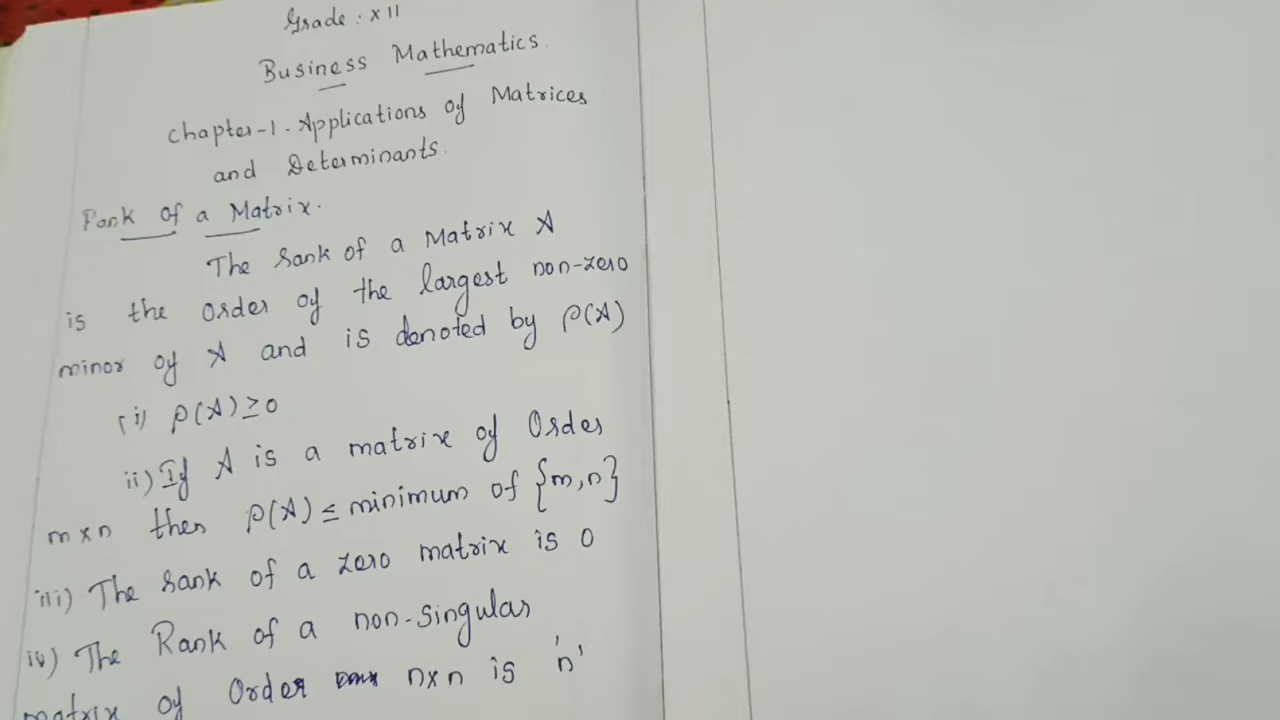 Grade : XII
Business Mathematics.
Chapter-1. Applications of Matrices
and Determinants.
Rank of a Matrix.
The rank of a Matrix A
is the order of the largest non-zero
minor of A and is denoted by ρ(A)
(i) ρ(A) ≥ 0
ii) If A is a matrix of Order
m×n then ρ(A) ≤ minimum of {m,n}
iii) The rank of a zero matrix is 0
iv) The Rank of a non-singular
matrix of Order n×n is 'n'